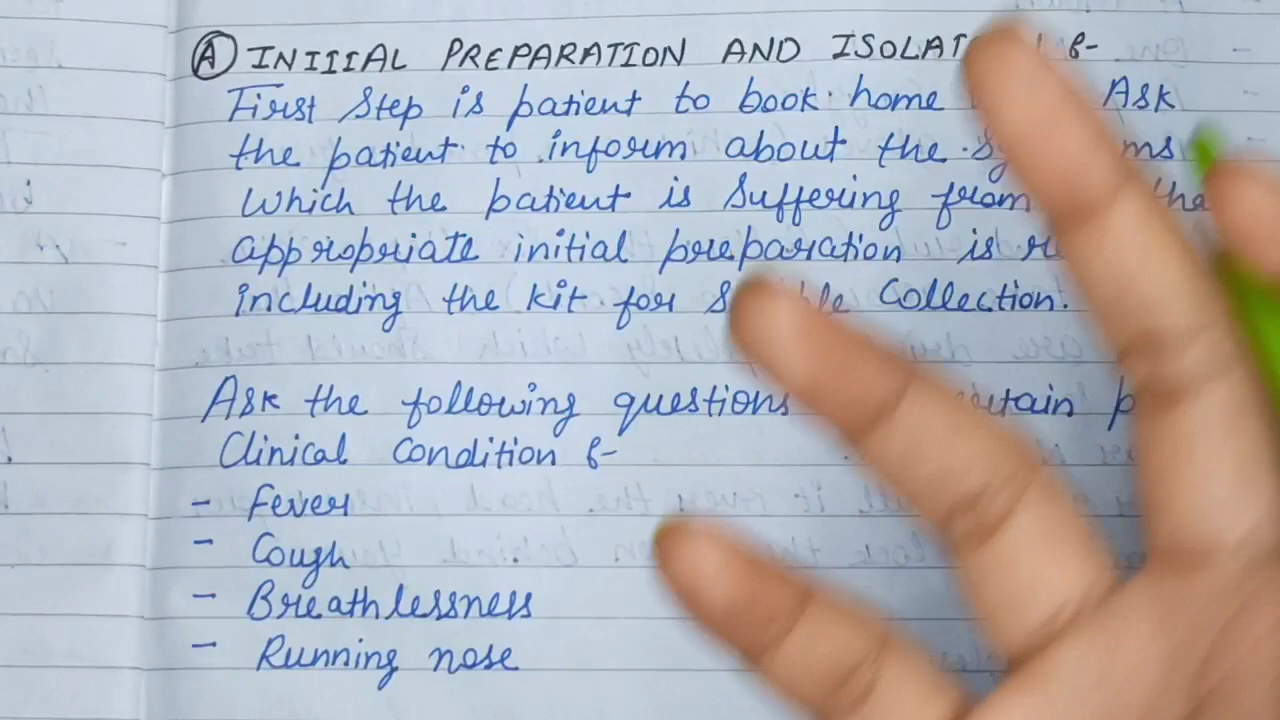 A INITIAL PREPARATION AND :-
First Step is patient to book home Ask
the patient to inform about the
Which the patient is Suffering from
appropriate initial preparation is
including the kit for Collection.
Ask the following questions
Clinical Condition :-
- Fever
- Cough
- Breathlessness
- Running nose